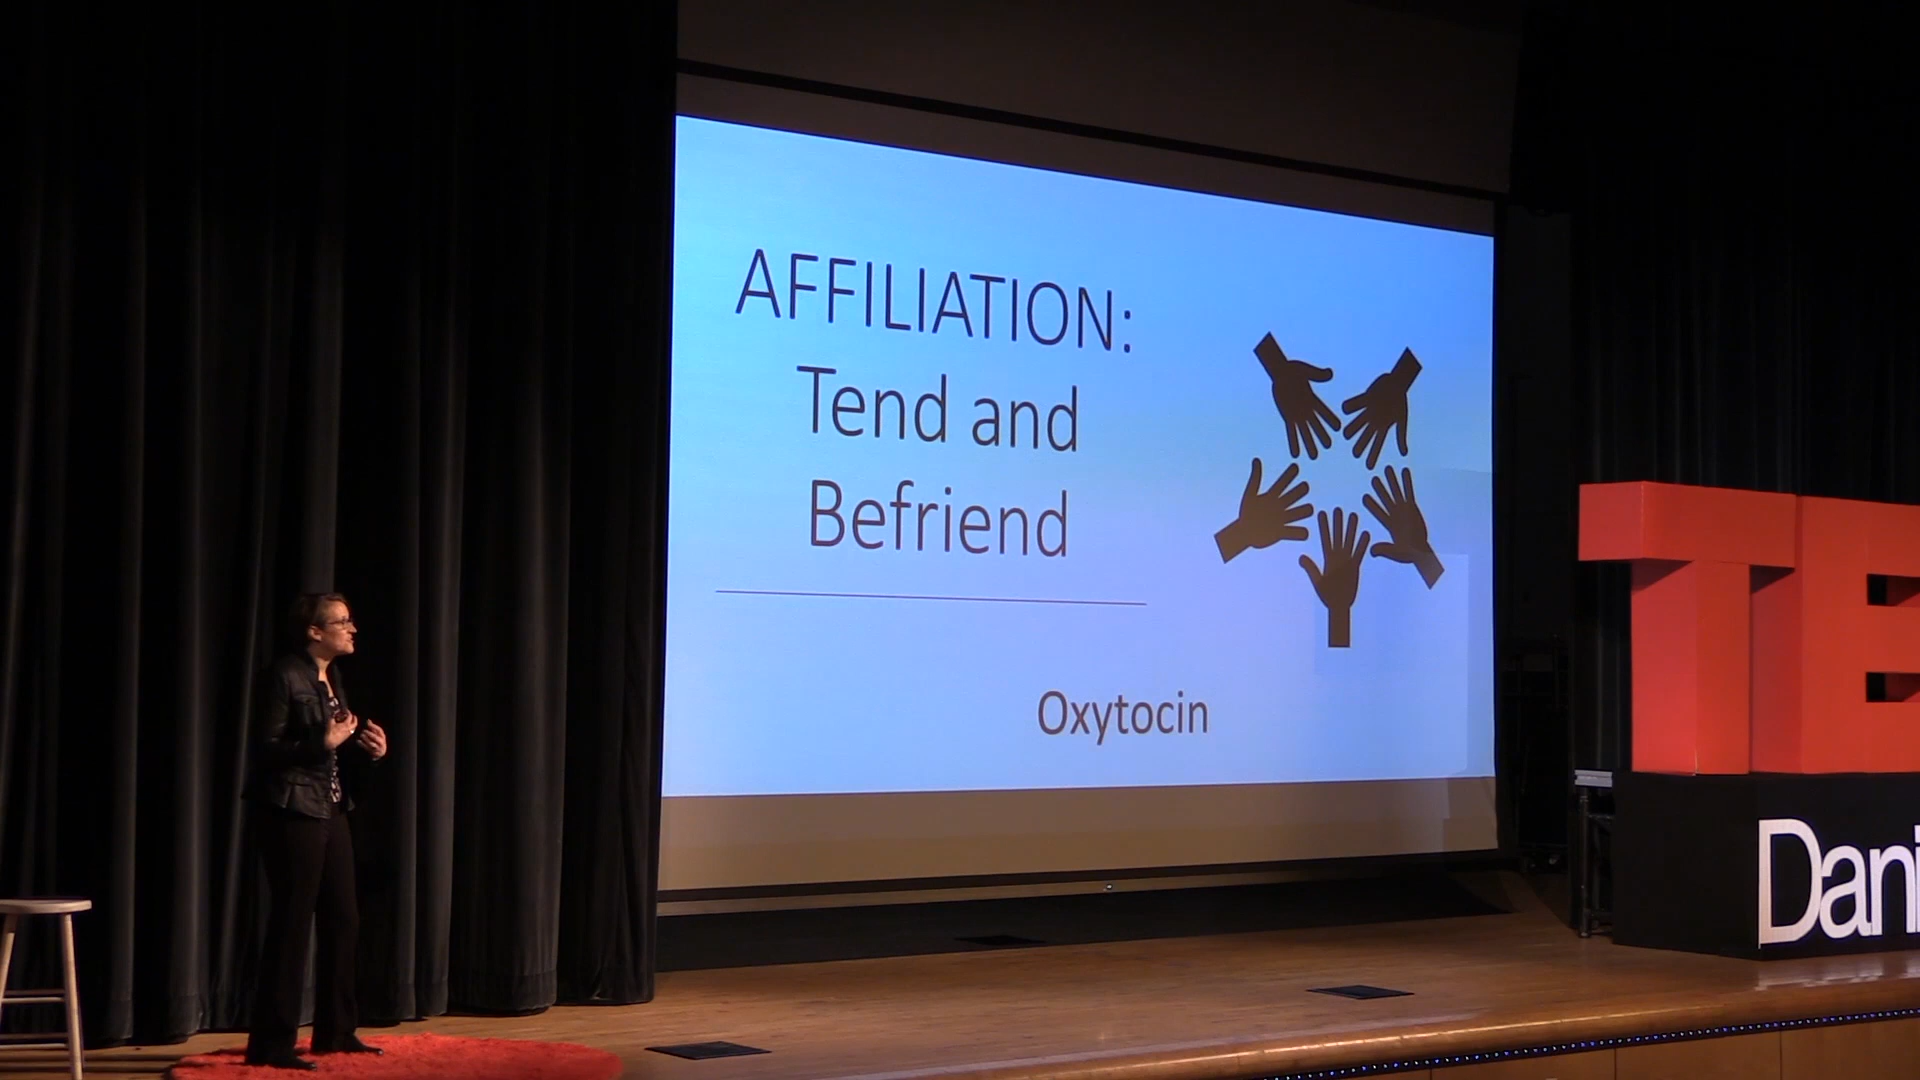 AFFILIATION:
Tend and
Befriend
Oxytocin
TE
Dani